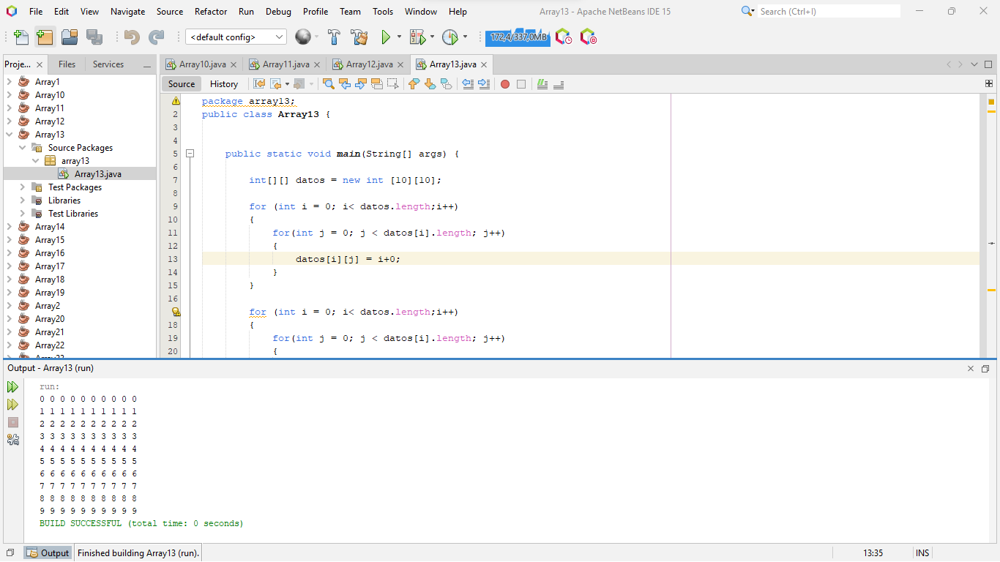 File Edit View Navigate Source Refactor Run Debug Profile Team Tools Window Help
Array13 - Apache NetBeans IDE 15
Search (Ctrl+I)
<default config>
172,4/337,0MB
Proje...
Files
Services
Array1
Array10
Array11
Array12
Array13
Source Packages
array13
Array13.java
Test Packages
Libraries
Test Libraries
Array14
Array15
Array16
Array17
Array18
Array19
Array2
Array20
Array21
Array22
Array10.java
Array11.java
Array12.java
Array13.java
Source
History
package array13;
2 public class Array13 {
3
4
5 public static void main(String[] args) {
6
7 int[][] datos = new int [10][10];
8
9 for (int i = 0; i< datos.length;i++)
10 {
11 for(int j = 0; j < datos[i].length; j++)
12 {
13 datos[i][j] = i+0;
14 }
15 }
16
for (int i = 0; i< datos.length;i++)
18 {
19 for(int j = 0; j < datos[i].length; j++)
20 {
Output - Array13 (run)
run:
0 0 0 0 0 0 0 0 0 0
1 1 1 1 1 1 1 1 1 1
2 2 2 2 2 2 2 2 2 2
3 3 3 3 3 3 3 3 3 3
4 4 4 4 4 4 4 4 4 4
5 5 5 5 5 5 5 5 5 5
6 6 6 6 6 6 6 6 6 6
7 7 7 7 7 7 7 7 7 7
8 8 8 8 8 8 8 8 8 8
9 9 9 9 9 9 9 9 9 9
BUILD SUCCESSFUL (total time: 0 seconds)
Output
Finished building Array13 (run).
13:35
INS